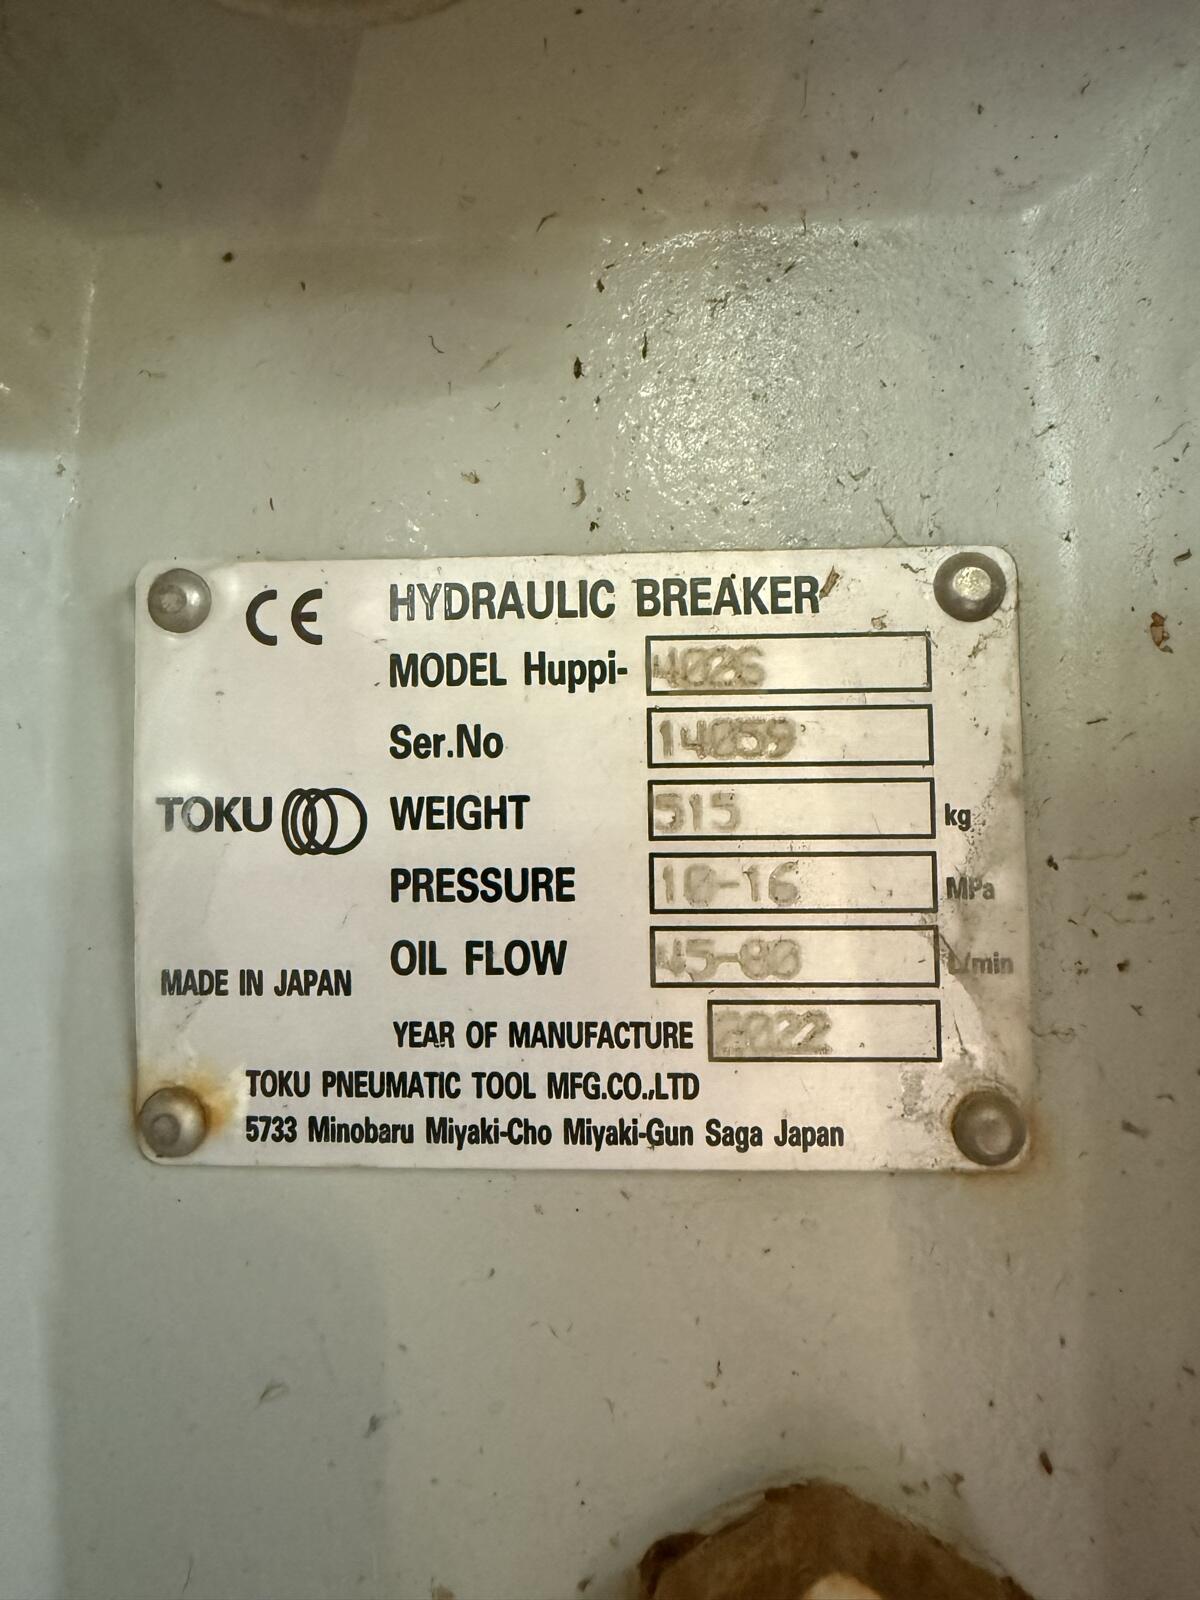 CE HYDRAULIC BREAKER
MODEL Huppi- 4006
Ser.No 14059
TOKU WEIGHT 515 kg
PRESSURE 10-16 MPa
OIL FLOW 45-80 L/min
MADE IN JAPAN
YEAR OF MANUFACTURE 2022
TOKU PNEUMATIC TOOL MFG.CO.,LTD
5733 Minobaru Miyaki-Cho Miyaki-Gun Saga Japan